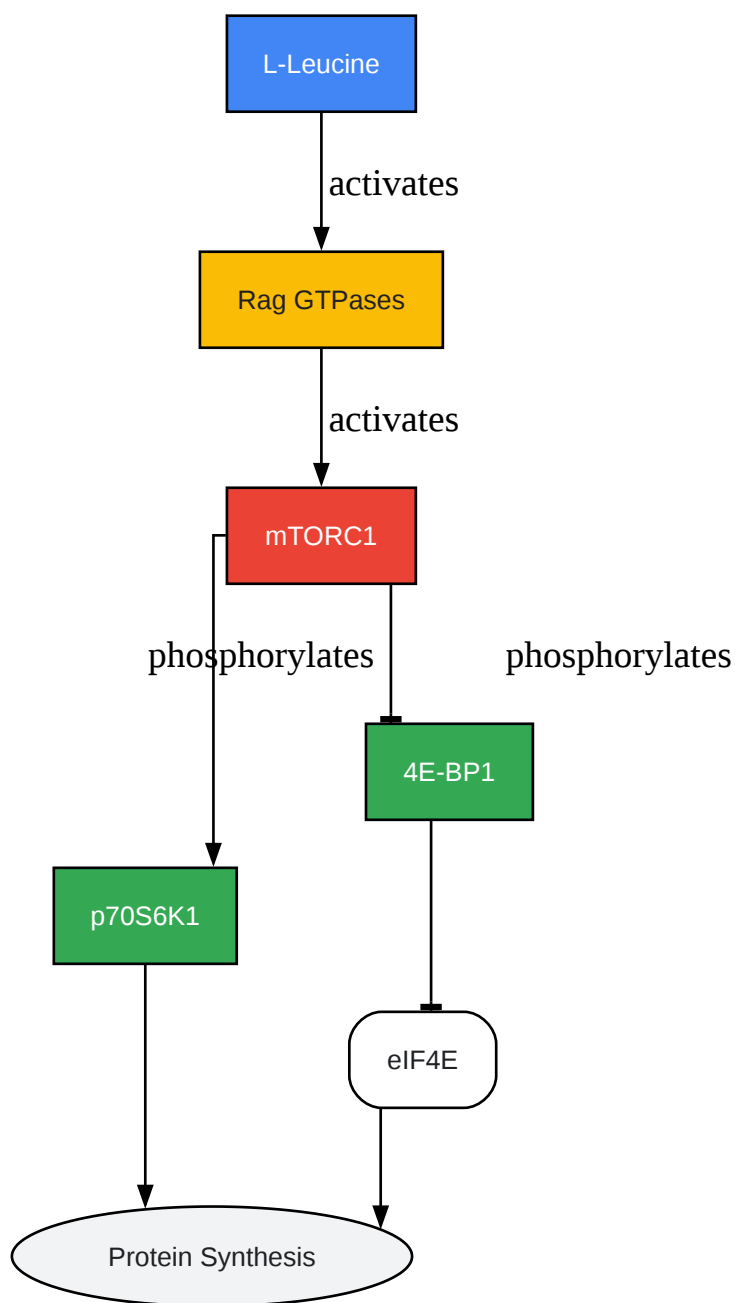 L-Leucine
activates
Rag GTPases
activates
mTORC1
phosphorylates
phosphorylates
4E-BP1
p70S6K1
eIF4E
Protein Synthesis